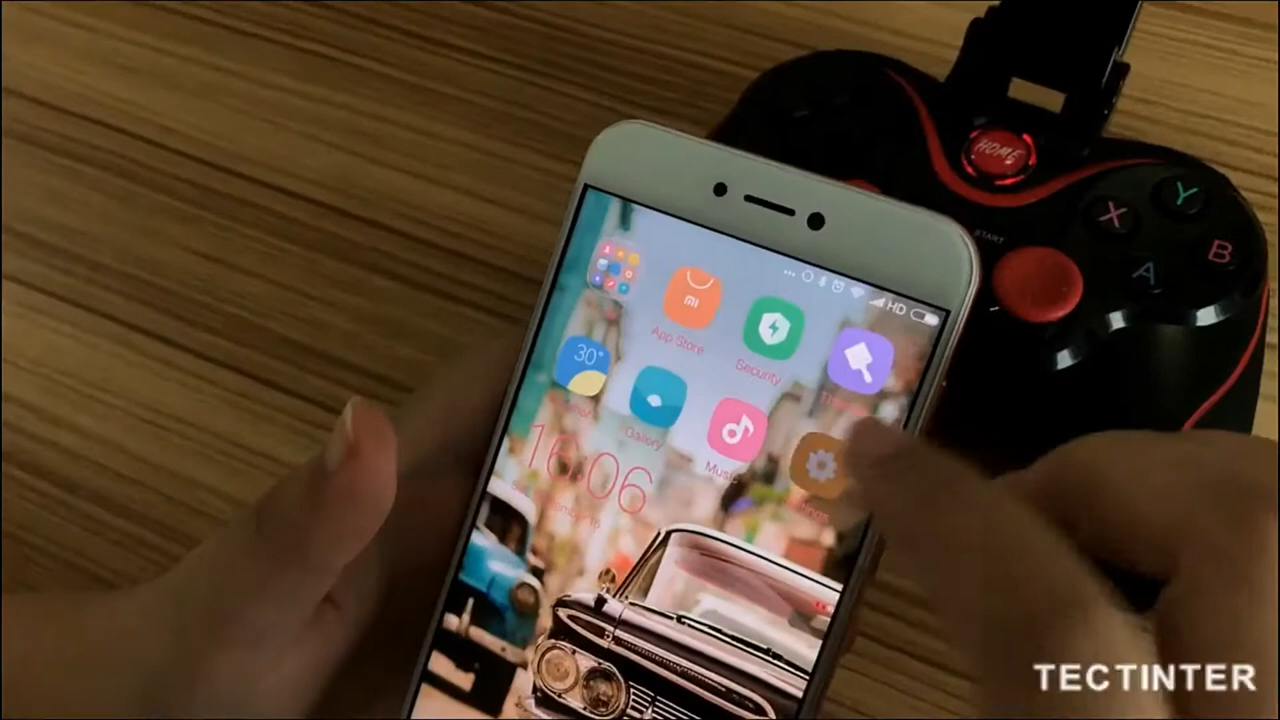 HOME
START
Y
X
B
A
HD
mi
App Store
Security
30°
Gallery
Music
16:06
TECTINTER